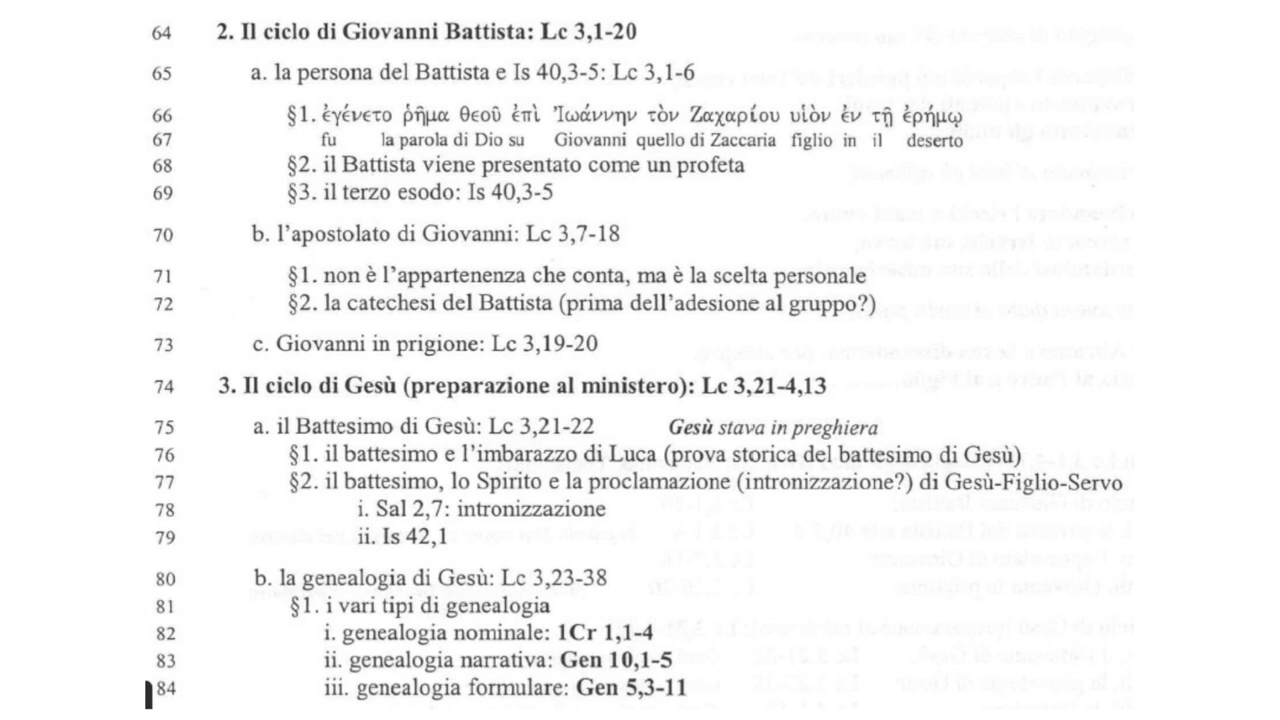 64 2. Il ciclo di Giovanni Battista: Lc 3,1-20
65 a. la persona del Battista e Is 40,3-5: Lc 3,1-6
66 §1. ἐγένετο ῥῆμα θεοῦ ἐπὶ Ἰωάννην τὸν Ζαχαρίου υἱὸν ἐν τῇ ἐρήμῳ
67 fu la parola di Dio su Giovanni quello di Zaccaria figlio in il deserto
68 §2. il Battista viene presentato come un profeta
69 §3. il terzo esodo: Is 40,3-5
70 b. l’apostolato di Giovanni: Lc 3,7-18
71 §1. non è l’appartenenza che conta, ma è la scelta personale
72 §2. la catechesi del Battista (prima dell’adesione al gruppo?)
73 c. Giovanni in prigione: Lc 3,19-20
74 3. Il ciclo di Gesù (preparazione al ministero): Lc 3,21-4,13
75 a. il Battesimo di Gesù: Lc 3,21-22 Gesù stava in preghiera
76 §1. il battesimo e l’imbarazzo di Luca (prova storica del battesimo di Gesù)
77 §2. il battesimo, lo Spirito e la proclamazione (intronizzazione?) di Gesù-Figlio-Servo
78 i. Sal 2,7: intronizzazione
79 ii. Is 42,1
80 b. la genealogia di Gesù: Lc 3,23-38
81 §1. i vari tipi di genealogia
82 i. genealogia nominale: 1Cr 1,1-4
83 ii. genealogia narrativa: Gen 10,1-5
84 iii. genealogia formulare: Gen 5,3-11